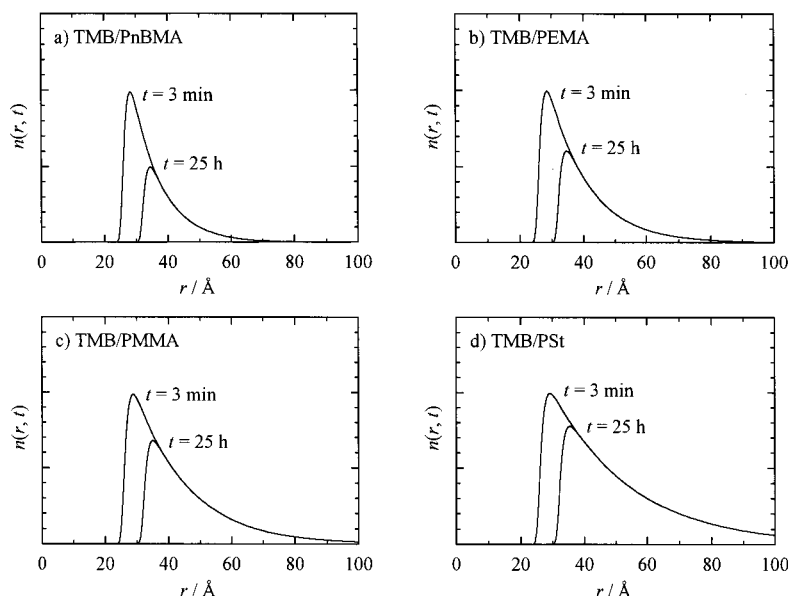 a) TMB/PnBMA
n(r, t)
t = 3 min
t = 25 h
0 20 40 60 80 100
r / Å
b) TMB/PEMA
n(r, t)
t = 3 min
t = 25 h
0 20 40 60 80 100
r / Å
c) TMB/PMMA
n(r, t)
t = 3 min
t = 25 h
0 20 40 60 80 100
r / Å
d) TMB/PSt
n(r, t)
t = 3 min
t = 25 h
0 20 40 60 80 100
r / Å